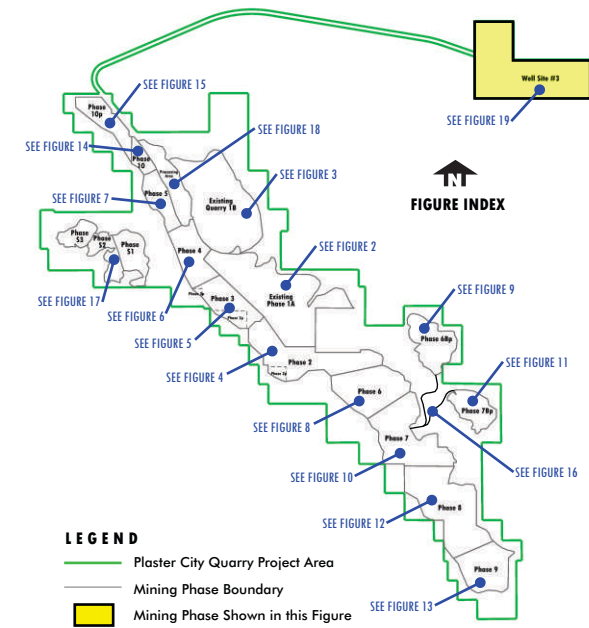 Well Site #3
SEE FIGURE 19
SEE FIGURE 15
Phase
10p
SEE FIGURE 18
SEE FIGURE 14
Phase
10
Processing
Area
SEE FIGURE 3
SEE FIGURE 7
Phase 5
Existing
Quarry 1B
N
FIGURE INDEX
Phase
S3
Phase
S2
Phase
S1
Phase 4
SEE FIGURE 2
SEE FIGURE 17
SEE FIGURE 6
Existing
Phase 1A
Phase 3
SEE FIGURE 9
SEE FIGURE 5
Phase 6Bp
SEE FIGURE 4
Phase 2
SEE FIGURE 11
Phase 6
Phase 7Bp
SEE FIGURE 8
Phase 7
SEE FIGURE 10
SEE FIGURE 16
SEE FIGURE 12
Phase 8
LEGEND
Plaster City Quarry Project Area
Mining Phase Boundary
Mining Phase Shown in this Figure
Phase 9
SEE FIGURE 13